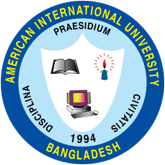 AMERICAN INTERNATIONAL UNIVERSITY
BANGLADESH
PRAESIDIUM
DISCIPLINA
CIVITATIS
1994